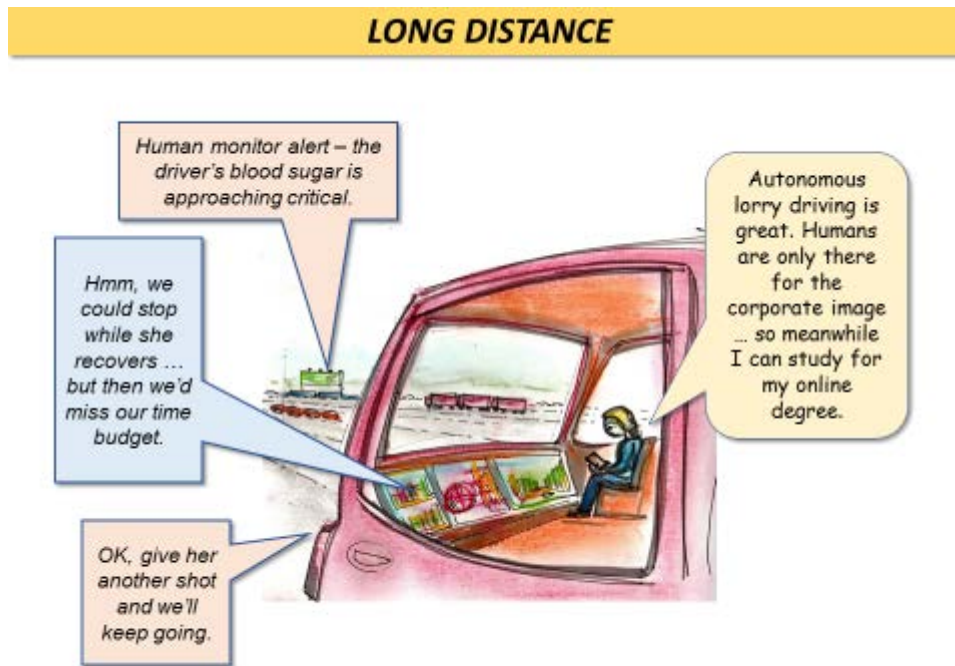 LONG DISTANCE
Human monitor alert – the
driver's blood sugar is
approaching critical.
Hmm, we
could stop
while she
recovers ...
but then we'd
miss our time
budget.
OK, give her
another shot
and we'll
keep going.
Autonomous
lorry driving is
great. Humans
are only there
for the
corporate image
... so meanwhile
I can study for
my online
degree.